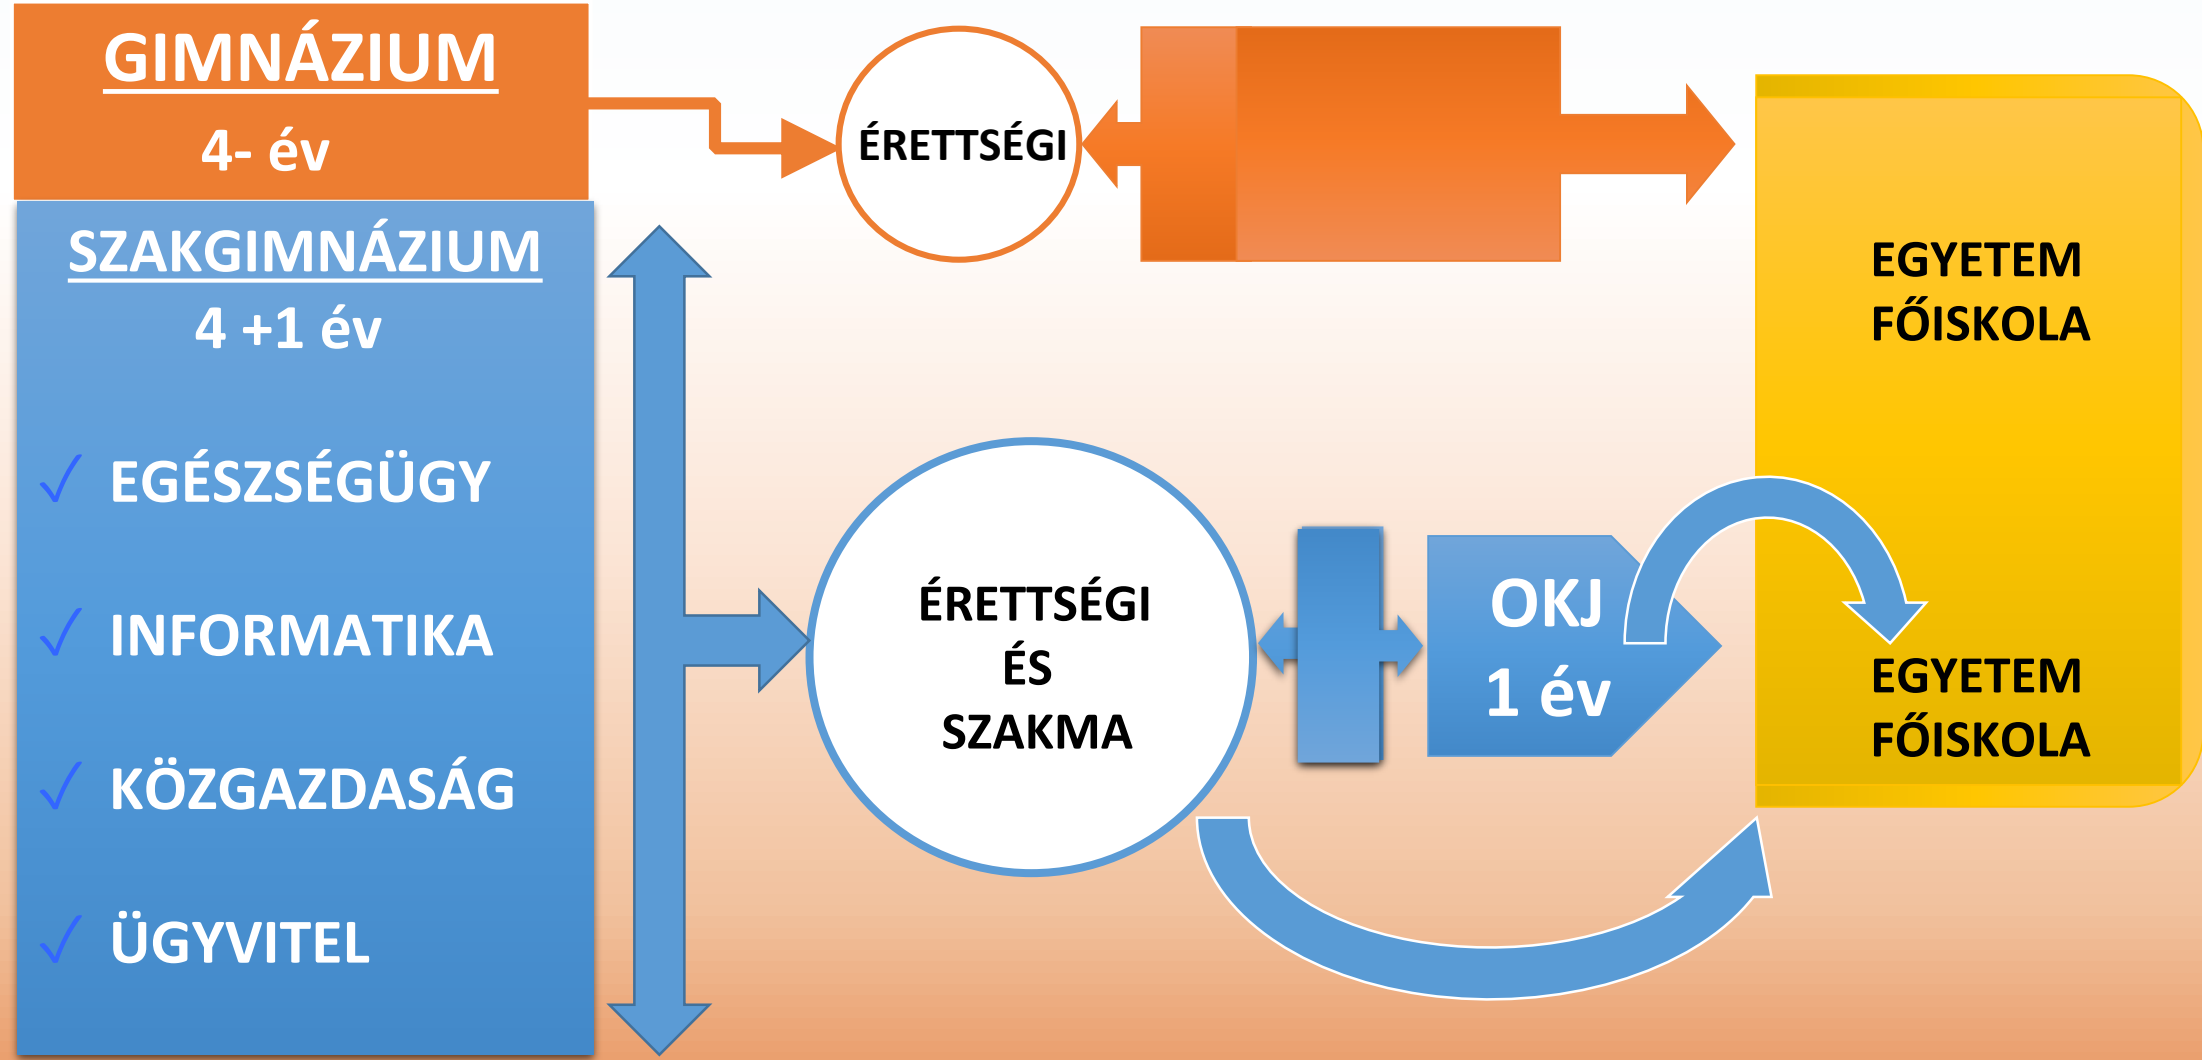 GIMNÁZIUM
4- év
SZAKGIMNÁZIUM
4 +1 év
✓ EGÉSZSÉGÜGY
✓ INFORMATIKA
✓ KÖZGAZDASÁG
✓ ÜGYVITEL
ÉRETTSÉGI
ÉRETTSÉGI
ÉS
SZAKMA
OKJ
1 év
EGYETEM
FŐISKOLA
EGYETEM
FŐISKOLA